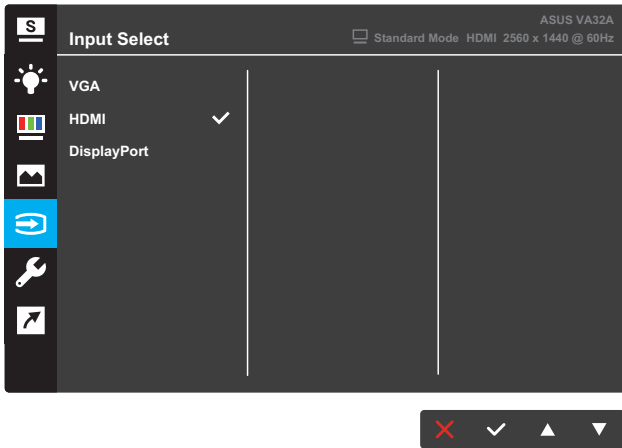 S
ASUS VA32A
Input Select
Standard Mode HDMI 2560 x 1440 @ 60Hz
VGA
HDMI
DisplayPort